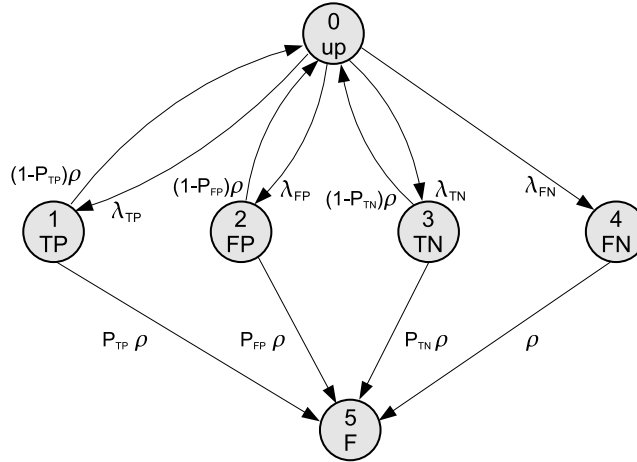 0
up
(1-P_TP)ρ
λ_TP
(1-P_FP)ρ
λ_FP
(1-P_TN)ρ
λ_TN
λ_FN
1
TP
2
FP
3
TN
4
FN
P_TP ρ
P_FP ρ
P_TN ρ
ρ
5
F